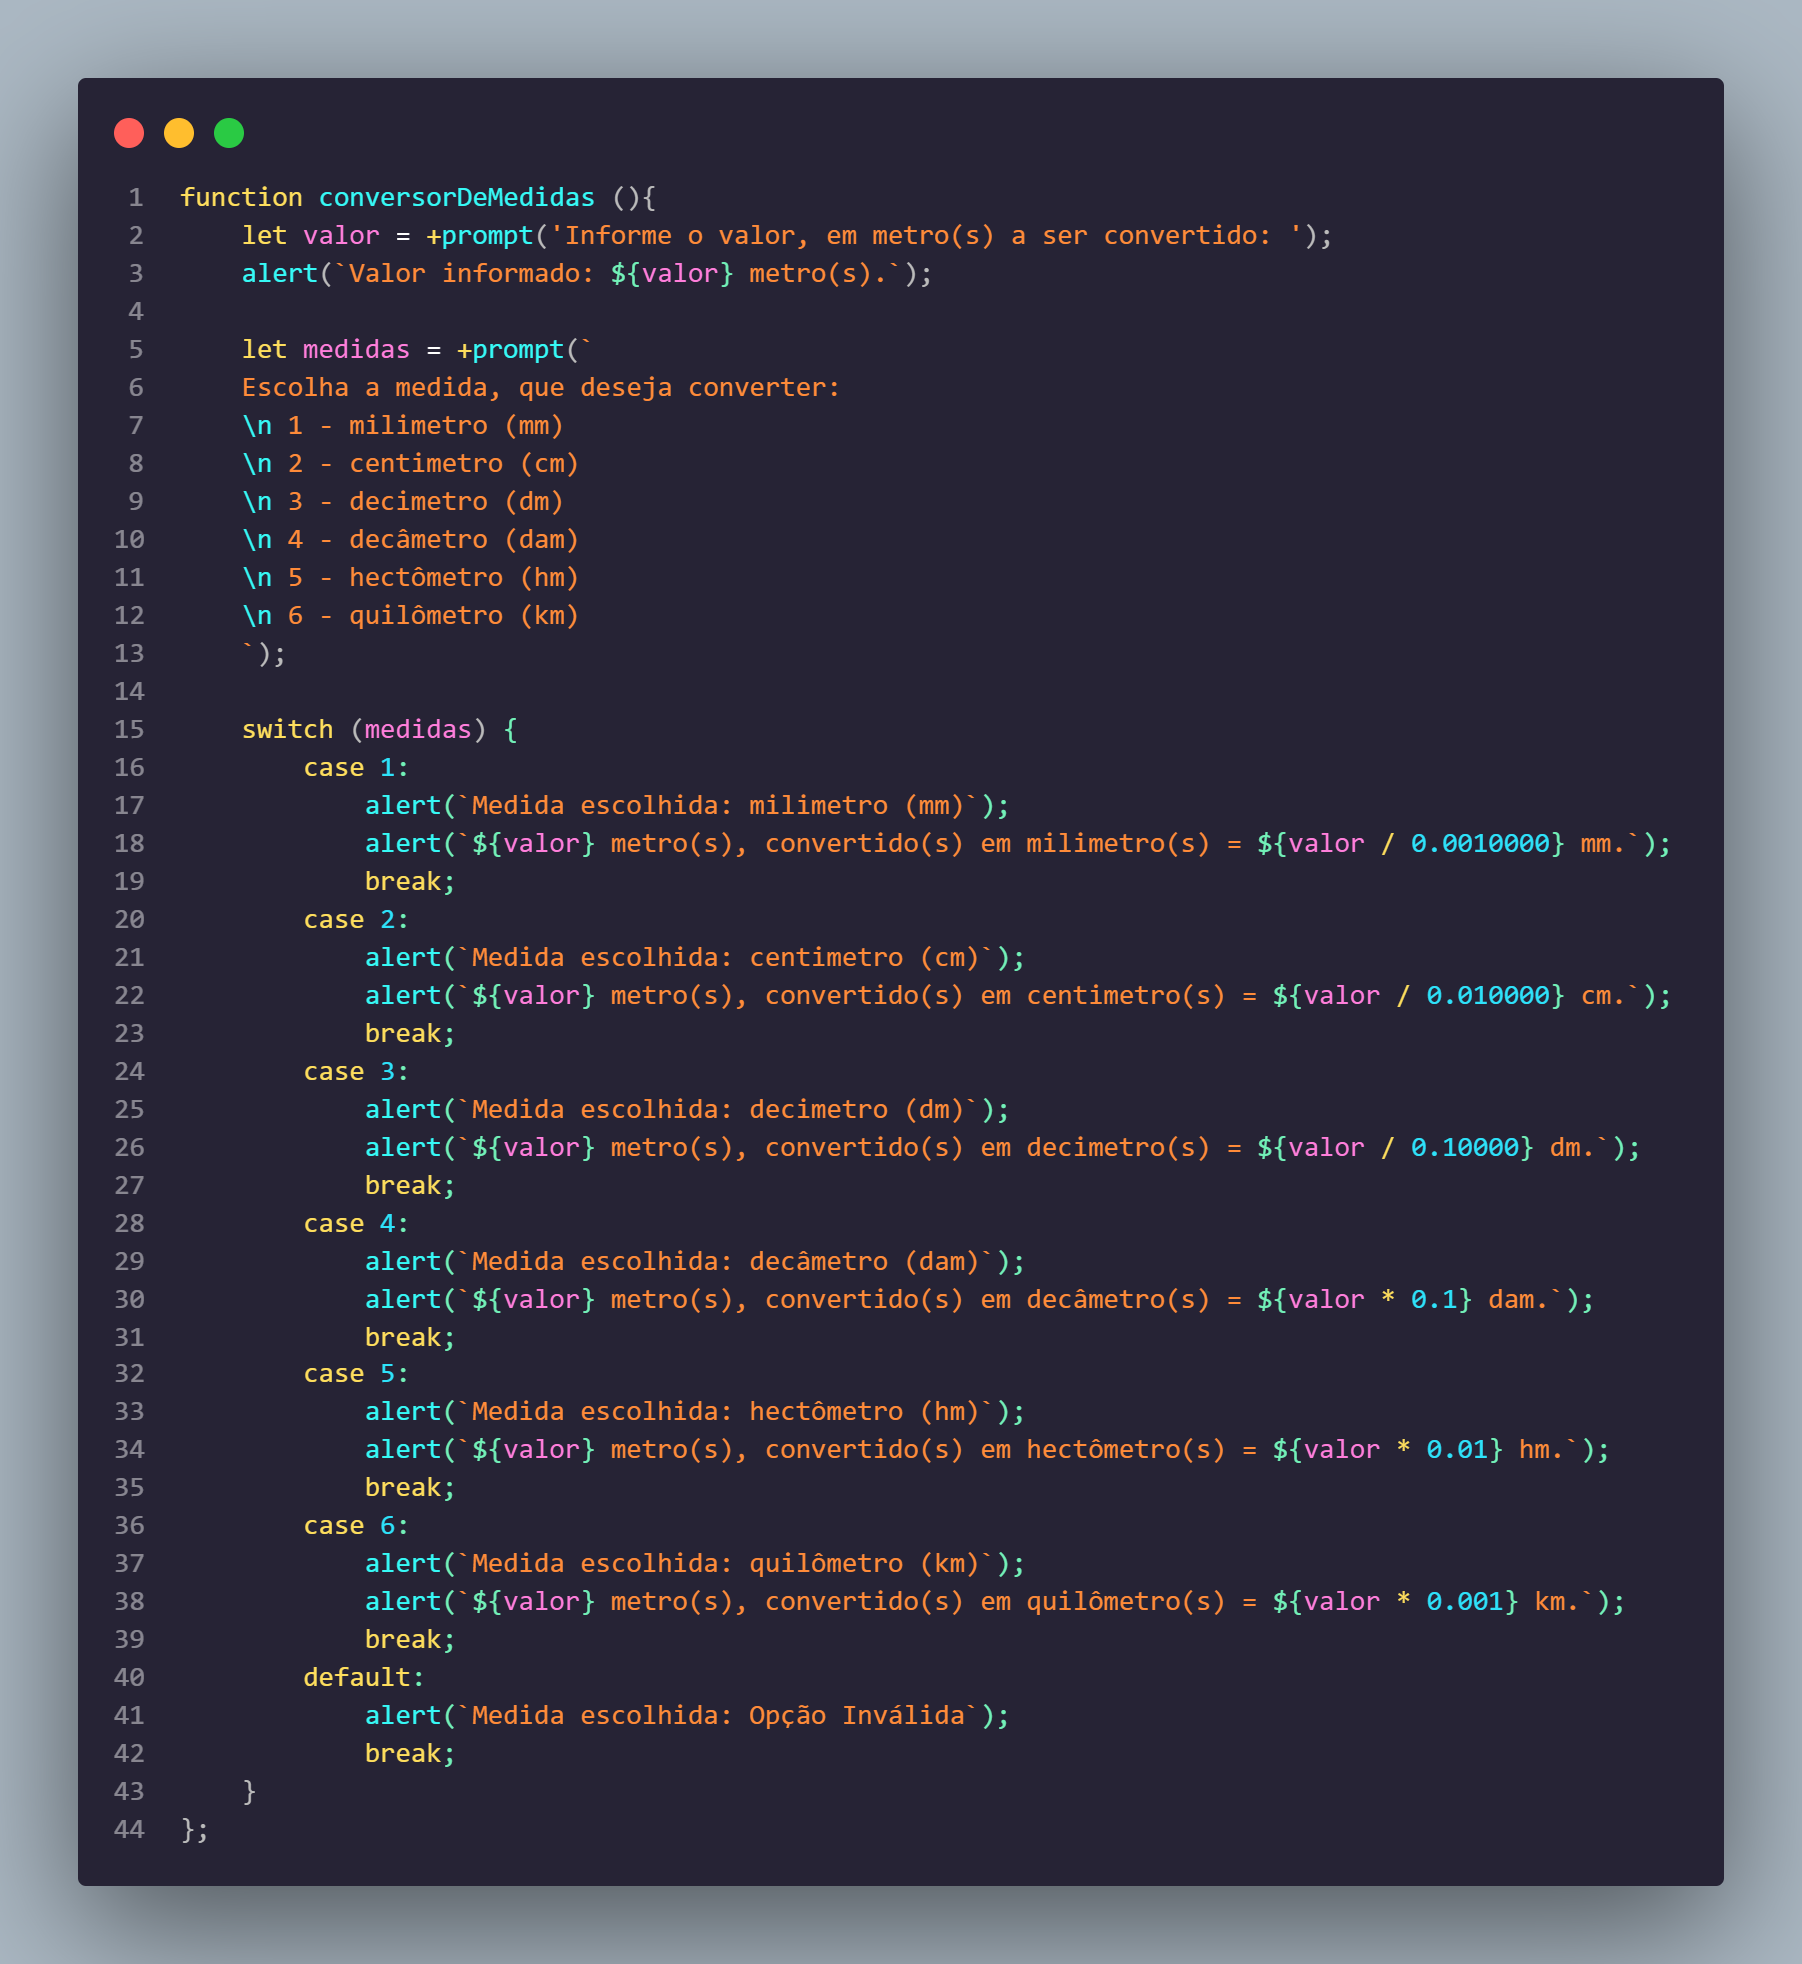 1 function conversorDeMedidas (){
2     let valor = +prompt('Informe o valor, em metro(s) a ser convertido: ');
3     alert(`Valor informado: ${valor} metro(s).`);
4
5     let medidas = +prompt(`
6     Escolha a medida, que deseja converter:
7     \n 1 - milimetro (mm)
8     \n 2 - centimetro (cm)
9     \n 3 - decimetro (dm)
10     \n 4 - decâmetro (dam)
11     \n 5 - hectômetro (hm)
12     \n 6 - quilômetro (km)
13     `);
14
15     switch (medidas) {
16         case 1:
17             alert(`Medida escolhida: milimetro (mm)`);
18             alert(`${valor} metro(s), convertido(s) em milimetro(s) = ${valor / 0.0010000} mm.`);
19             break;
20         case 2:
21             alert(`Medida escolhida: centimetro (cm)`);
22             alert(`${valor} metro(s), convertido(s) em centimetro(s) = ${valor / 0.010000} cm.`);
23             break;
24         case 3:
25             alert(`Medida escolhida: decimetro (dm)`);
26             alert(`${valor} metro(s), convertido(s) em decimetro(s) = ${valor / 0.10000} dm.`);
27             break;
28         case 4:
29             alert(`Medida escolhida: decâmetro (dam)`);
30             alert(`${valor} metro(s), convertido(s) em decâmetro(s) = ${valor * 0.1} dam.`);
31             break;
32         case 5:
33             alert(`Medida escolhida: hectômetro (hm)`);
34             alert(`${valor} metro(s), convertido(s) em hectômetro(s) = ${valor * 0.01} hm.`);
35             break;
36         case 6:
37             alert(`Medida escolhida: quilômetro (km)`);
38             alert(`${valor} metro(s), convertido(s) em quilômetro(s) = ${valor * 0.001} km.`);
39             break;
40         default:
41             alert(`Medida escolhida: Opção Inválida`);
42             break;
43     }
44 };